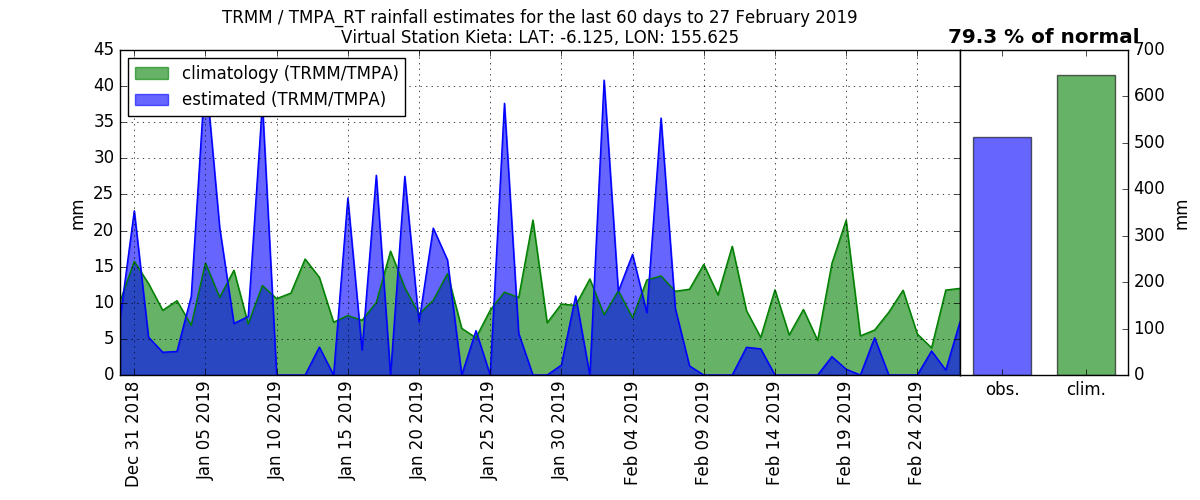 TRMM / TMPA_RT rainfall estimates for the last 60 days to 27 February 2019
Virtual Station Kieta: LAT: -6.125, LON: 155.625
79.3 % of normal
climatology (TRMM/TMPA)
estimated (TRMM/TMPA)
45
40
35
30
25
20
15
10
5
0
mm
Dec 31 2018
Jan 05 2019
Jan 10 2019
Jan 15 2019
Jan 20 2019
Jan 25 2019
Jan 30 2019
Feb 04 2019
Feb 09 2019
Feb 14 2019
Feb 19 2019
Feb 24 2019
obs.
clim.
700
600
500
400
300
200
100
0
mm